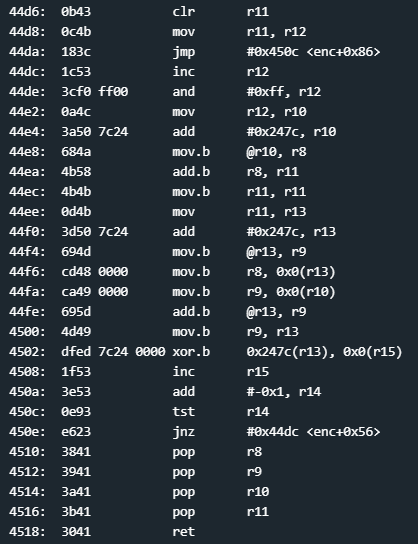 44d6: 0b43 clr r11
44d8: 0c4b mov r11, r12
44da: 183c jmp #0x450c <enc+0x86>
44dc: 1c53 inc r12
44de: 3cf0 ff00 and #0xff, r12
44e2: 0a4c mov r12, r10
44e4: 3a50 7c24 add #0x247c, r10
44e8: 684a mov.b @r10, r8
44ea: 4b58 add.b r8, r11
44ec: 4b4b mov.b r11, r11
44ee: 0d4b mov r11, r13
44f0: 3d50 7c24 add #0x247c, r13
44f4: 694d mov.b @r13, r9
44f6: cd48 0000 mov.b r8, 0x0(r13)
44fa: ca49 0000 mov.b r9, 0x0(r10)
44fe: 695d add.b @r13, r9
4500: 4d49 mov.b r9, r13
4502: dfed 7c24 0000 xor.b 0x247c(r13), 0x0(r15)
4508: 1f53 inc r15
450a: 3e53 add #-0x1, r14
450c: 0e93 tst r14
450e: e623 jnz #0x44dc <enc+0x56>
4510: 3841 pop r8
4512: 3941 pop r9
4514: 3a41 pop r10
4516: 3b41 pop r11
4518: 3041 ret